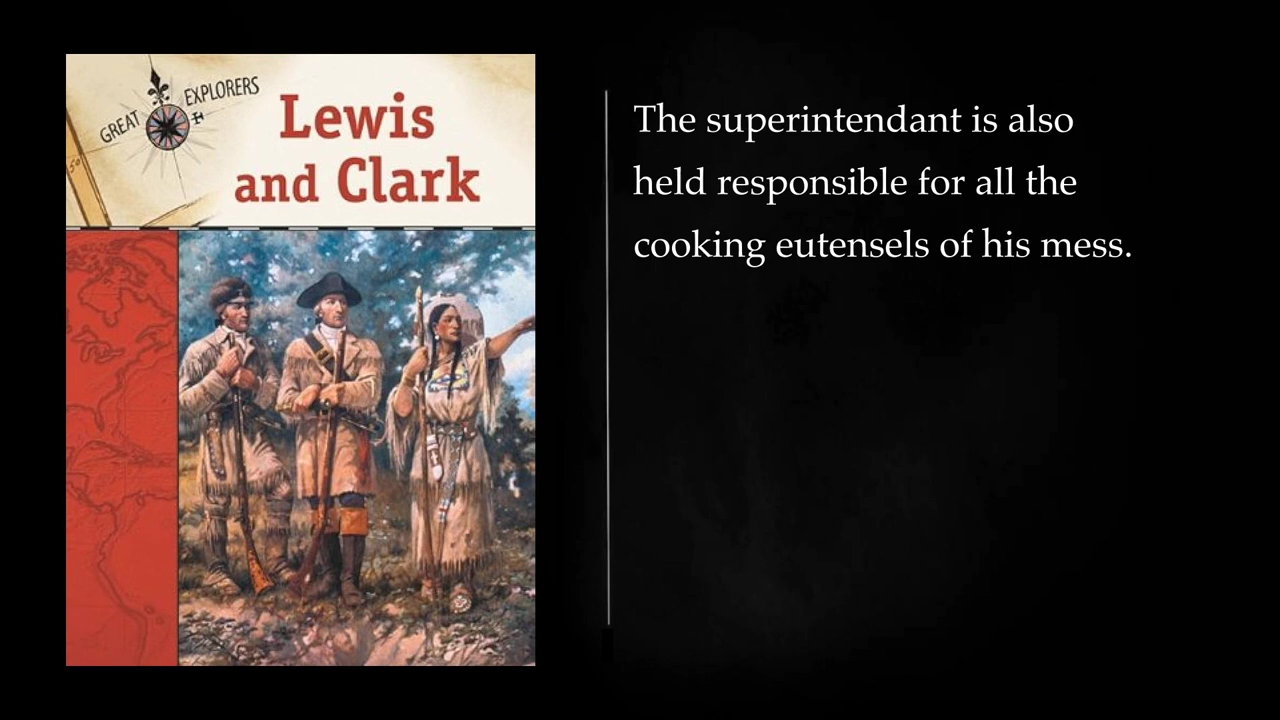 GREAT EXPLORERS
Lewis
and Clark
50
The superintendant is also
held responsible for all the
cooking eutensels of his mess.